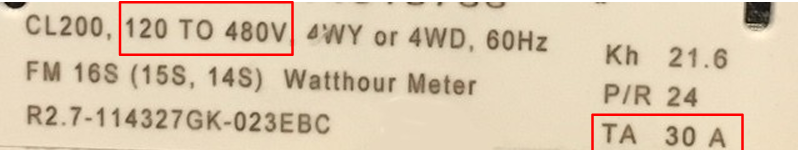 CL200, 120 TO 480V, 4WY or 4WD, 60Hz
Kh 21.6
FM 16S (15S, 14S) Watthour Meter
P/R 24
R2.7-114327GK-023EBC
TA 30 A